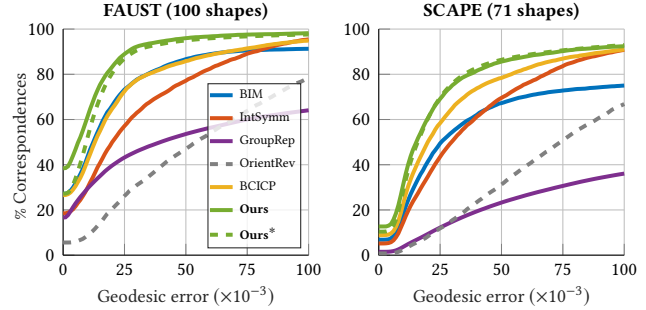 FAUST (100 shapes)
% Correspondences
100
80
60
40
20
0
BIM
IntSymm
GroupRep
OrientRev
BCICP
Ours
Ours*
0 25 50 75 100
Geodesic error (×10⁻³)
SCAPE (71 shapes)
100
80
60
40
20
0
0 25 50 75 100
Geodesic error (×10⁻³)